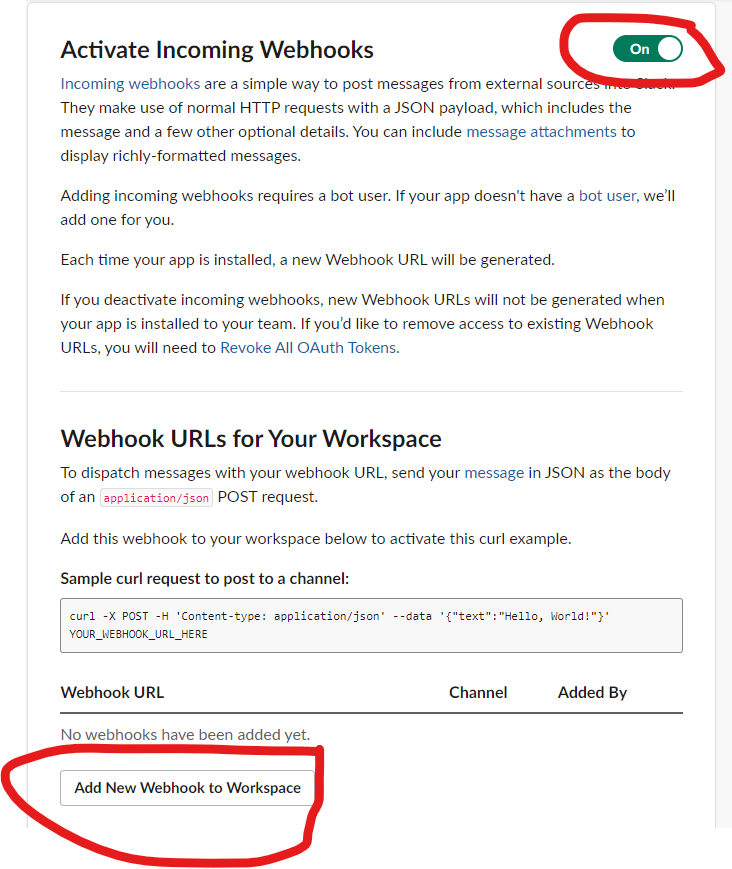 Activate Incoming Webhooks
On
Incoming webhooks are a simple way to post messages from external sources into Slack.
They make use of normal HTTP requests with a JSON payload, which includes the
message and a few other optional details. You can include message attachments to
display richly-formatted messages.
Adding incoming webhooks requires a bot user. If your app doesn't have a bot user, we’ll
add one for you.
Each time your app is installed, a new Webhook URL will be generated.
If you deactivate incoming webhooks, new Webhook URLs will not be generated when
your app is installed to your team. If you’d like to remove access to existing Webhook
URLs, you will need to Revoke All OAuth Tokens.
Webhook URLs for Your Workspace
To dispatch messages with your webhook URL, send your message in JSON as the body
of an application/json POST request.
Add this webhook to your workspace below to activate this curl example.
Sample curl request to post to a channel:
curl -X POST -H 'Content-type: application/json' --data '{"text":"Hello, World!"}'
YOUR_WEBHOOK_URL_HERE
Webhook URL Channel Added By
No webhooks have been added yet.
Add New Webhook to Workspace